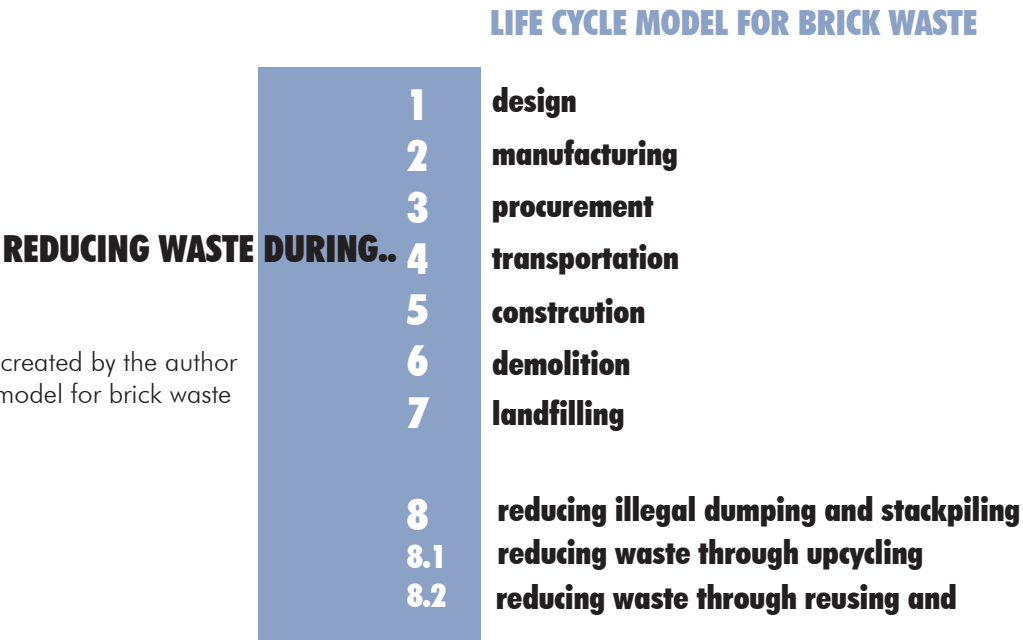 LIFE CYCLE MODEL FOR BRICK WASTE
1 design
2 manufacturing
3 procurement
REDUCING WASTE DURING..
4 transportation
5 constrcution
created by the author
model for brick waste
6 demolition
7 landfilling
8 reducing illegal dumping and stackpiling
8.1 reducing waste through upcycling
8.2 reducing waste through reusing and